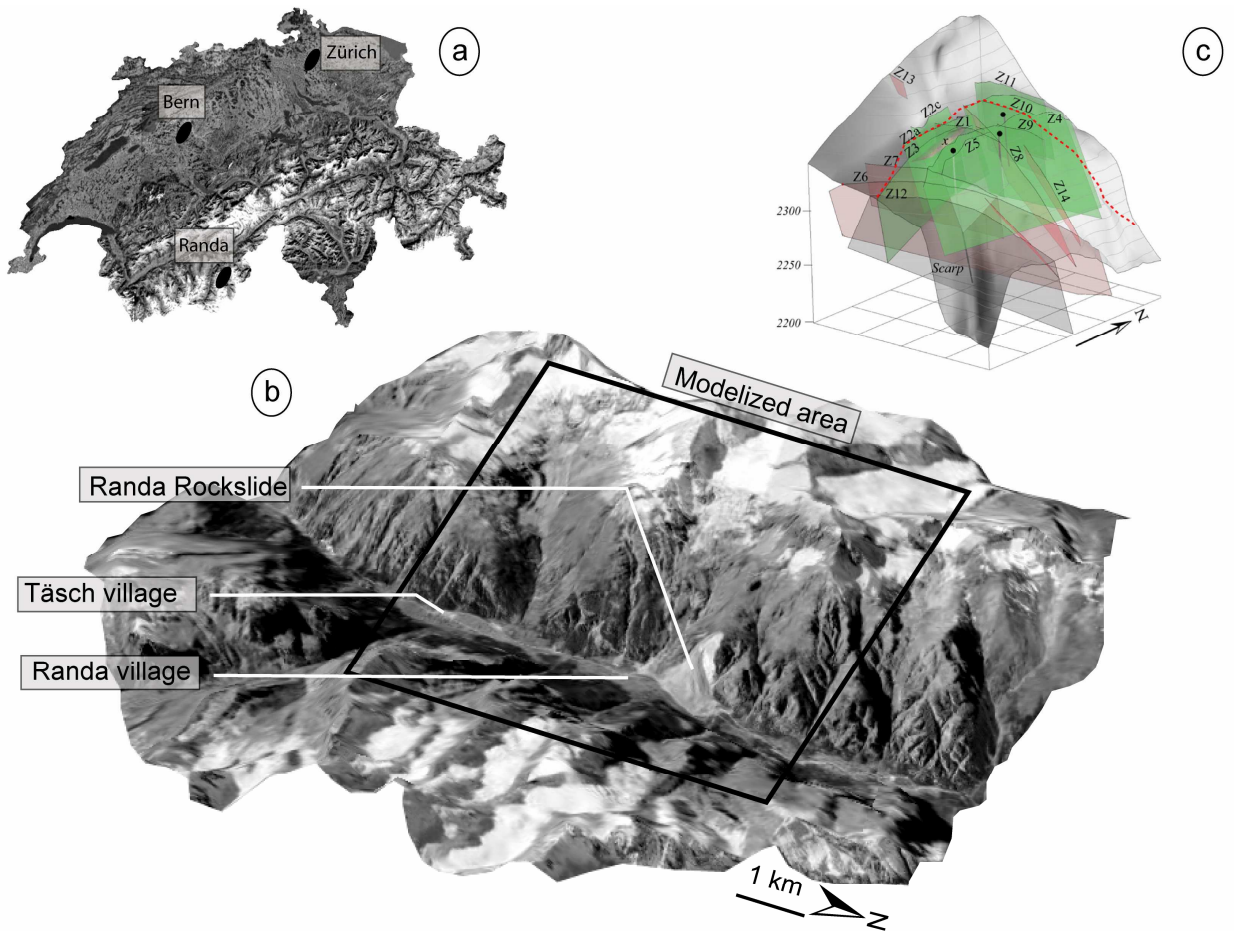 a
Zürich
Bern
Randa
c
Z13
Z11
Z10
Z4
Z2c
Z1
Z9
Z2a
Z3
x
Z5
Z8
Z7
Z6
Z12
Z14
2300
2250
2200
Scarp
N
b
Modelized area
Randa Rockslide
Täsch village
Randa village
1 km
N